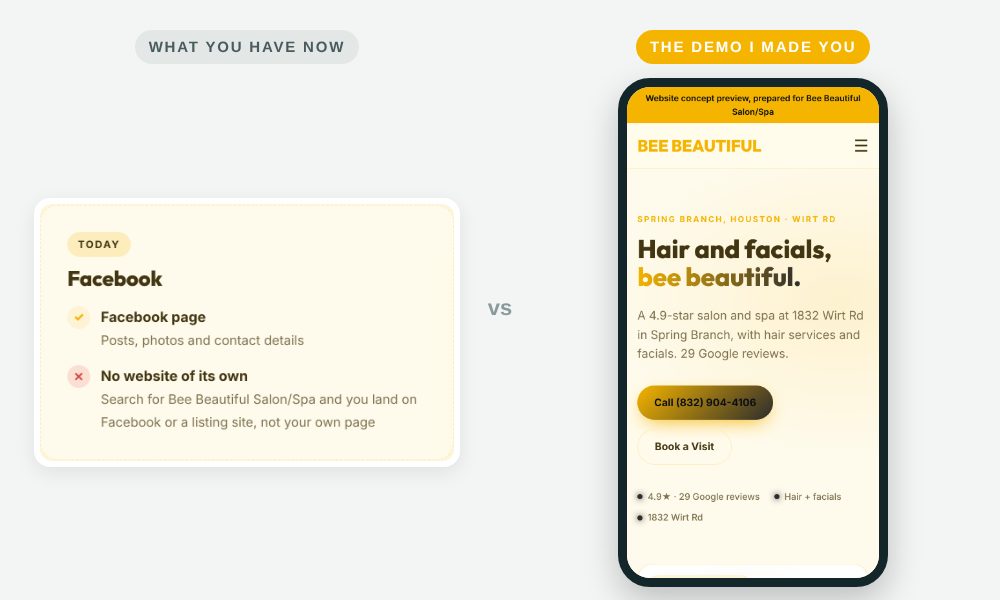 WHAT YOU HAVE NOW
TODAY
Facebook
Facebook page
Posts, photos and contact details
No website of its own
Search for Bee Beautiful Salon/Spa and you land on
Facebook or a listing site, not your own page
vs
THE DEMO I MADE YOU
Website concept preview, prepared for Bee Beautiful
Salon/Spa
BEE BEAUTIFUL
SPRING BRANCH, HOUSTON · WIRT RD
Hair and facials,
bee beautiful.
A 4.9-star salon and spa at 1832 Wirt Rd
in Spring Branch, with hair services and
facials. 29 Google reviews.
Call (832) 904-4106
Book a Visit
4.9★ · 29 Google reviews
Hair + facials
1832 Wirt Rd